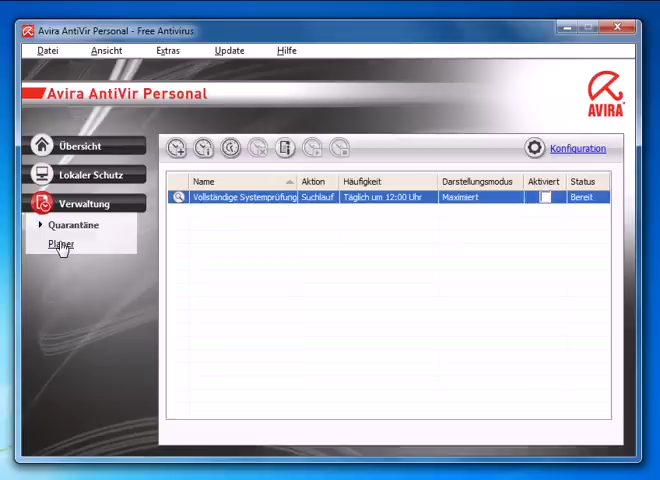 Avira AntiVir Personal - Free Antivirus
Datei Ansicht Extras Update Hilfe
Avira AntiVir Personal
AVIRA
Übersicht
Konfiguration
Lokaler Schutz
Verwaltung
Quarantäne
Planer
Name Aktion Häufigkeit Darstellungsmodus Aktiviert Status
Vollständige Systemprüfung Suchlauf Täglich um 12:00 Uhr Maximiert Bereit